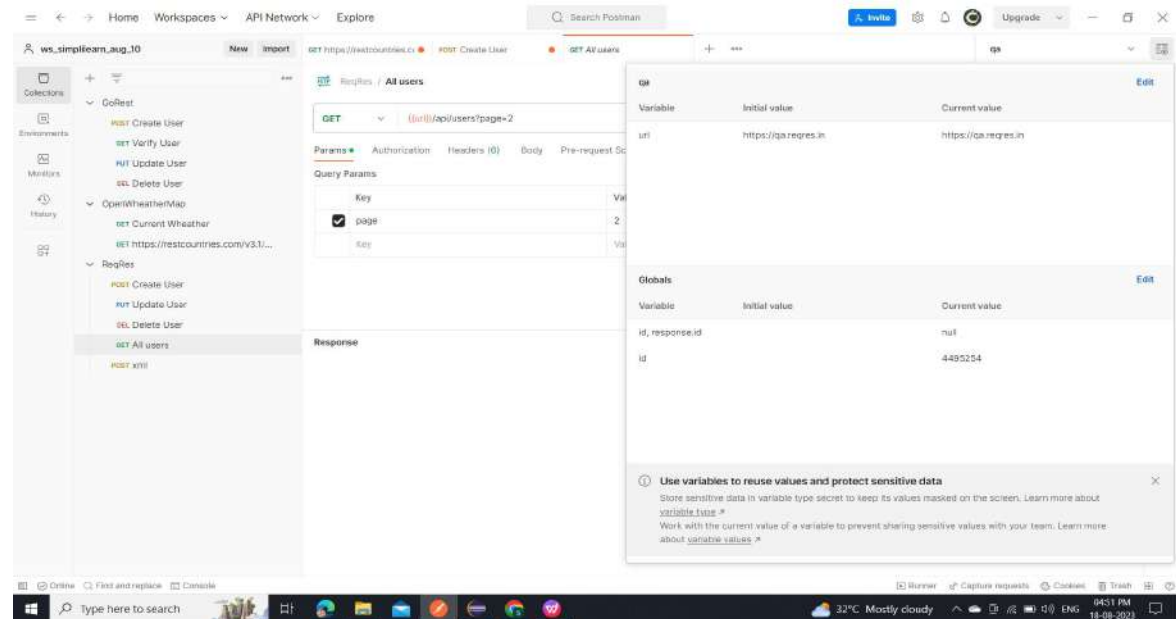 Home Workspaces API Network Explore Search Postman Invite Upgrade
ws_simplilearn_aug_10 New Import GET https://restcountries.c POST Create User GET All users qa
Collections
Environments
Monitors
History
GoRest
POST Create User
GET Verify User
PUT Update User
DEL Delete User
OpenWheatherMap
GET Current Wheather
GET https://restcountries.com/v3.1/...
ReqRes
POST Create User
PUT Update User
DEL Delete User
GET All users
POST xml
ReqRes / All users
GET {{url}}/api/users?page=2
Params Authorization Headers (6) Body Pre-request Sc
Query Params
Key Val
page 2
Key Val
Response
qa Edit
Variable Initial value Current value
url https://qa.reqres.in https://qa.reqres.in
Globals Edit
Variable Initial value Current value
id, response.id null
id 4495254
Use variables to reuse values and protect sensitive data
Store sensitive data in variable type secret to keep its values masked on the screen. Learn more about
variable type
Work with the current value of a variable to prevent sharing sensitive values with your team. Learn more
about variable values
Online Find and replace Console Runner Capture requests Cookies Trash
Type here to search 32°C Mostly cloudy ENG 04:51 PM
18-08-2023